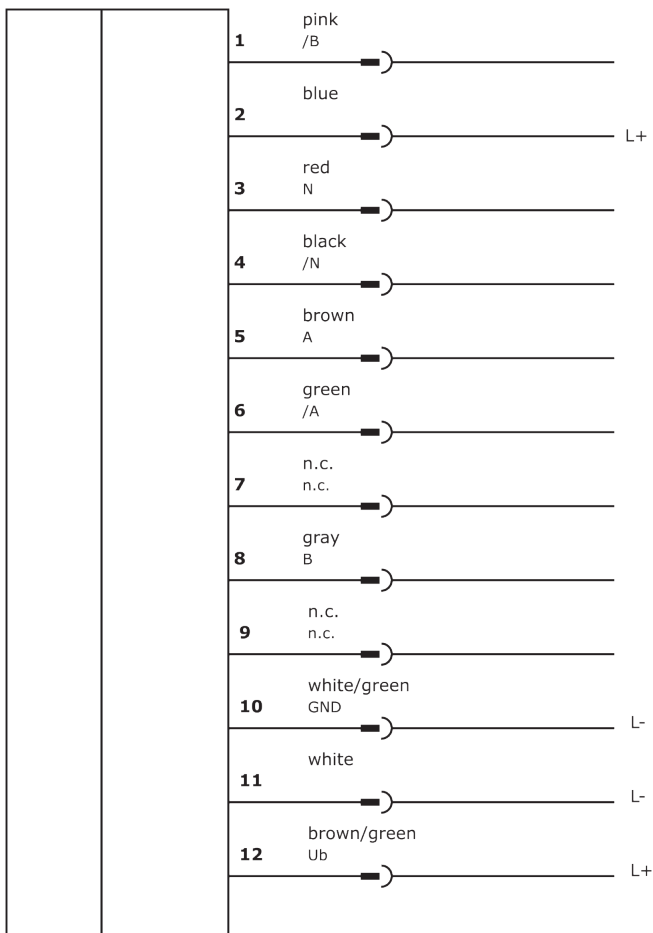 pink
1 /B
blue
2
L+
red
3 N
black
4 /N
brown
5 A
green
6 /A
n.c.
7 n.c.
gray
8 B
n.c.
9 n.c.
white/green
10 GND
L-
white
11
L-
brown/green
12 Ub
L+